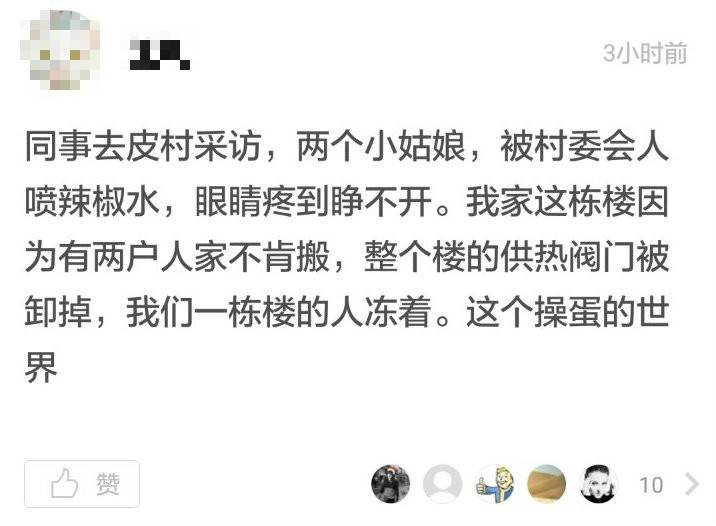 3小时前
同事去皮村采访，两个小姑娘，被村委会人
喷辣椒水，眼睛疼到睁不开。我家这栋楼因
为有两户人家不肯搬，整个楼的供热阀门被
卸掉，我们一栋楼的人冻着。这个操蛋的世
界
赞
10